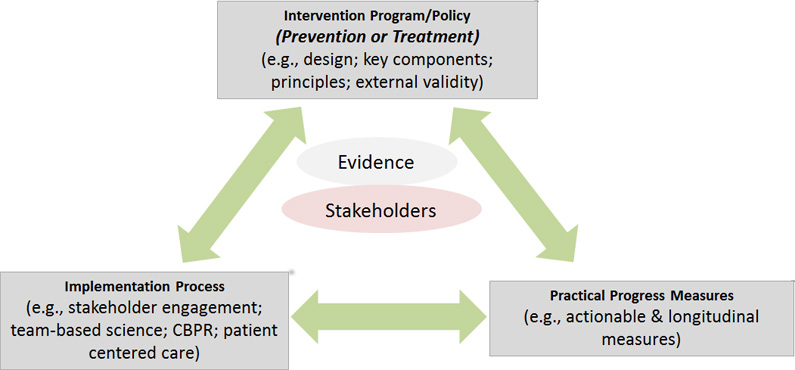 Intervention Program/Policy
(Prevention or Treatment)
(e.g., design; key components;
principles; external validity)
Evidence
Stakeholders
Implementation Process
(e.g., stakeholder engagement;
team-based science; CBPR; patient
centered care)
Practical Progress Measures
(e.g., actionable & longitudinal
measures)